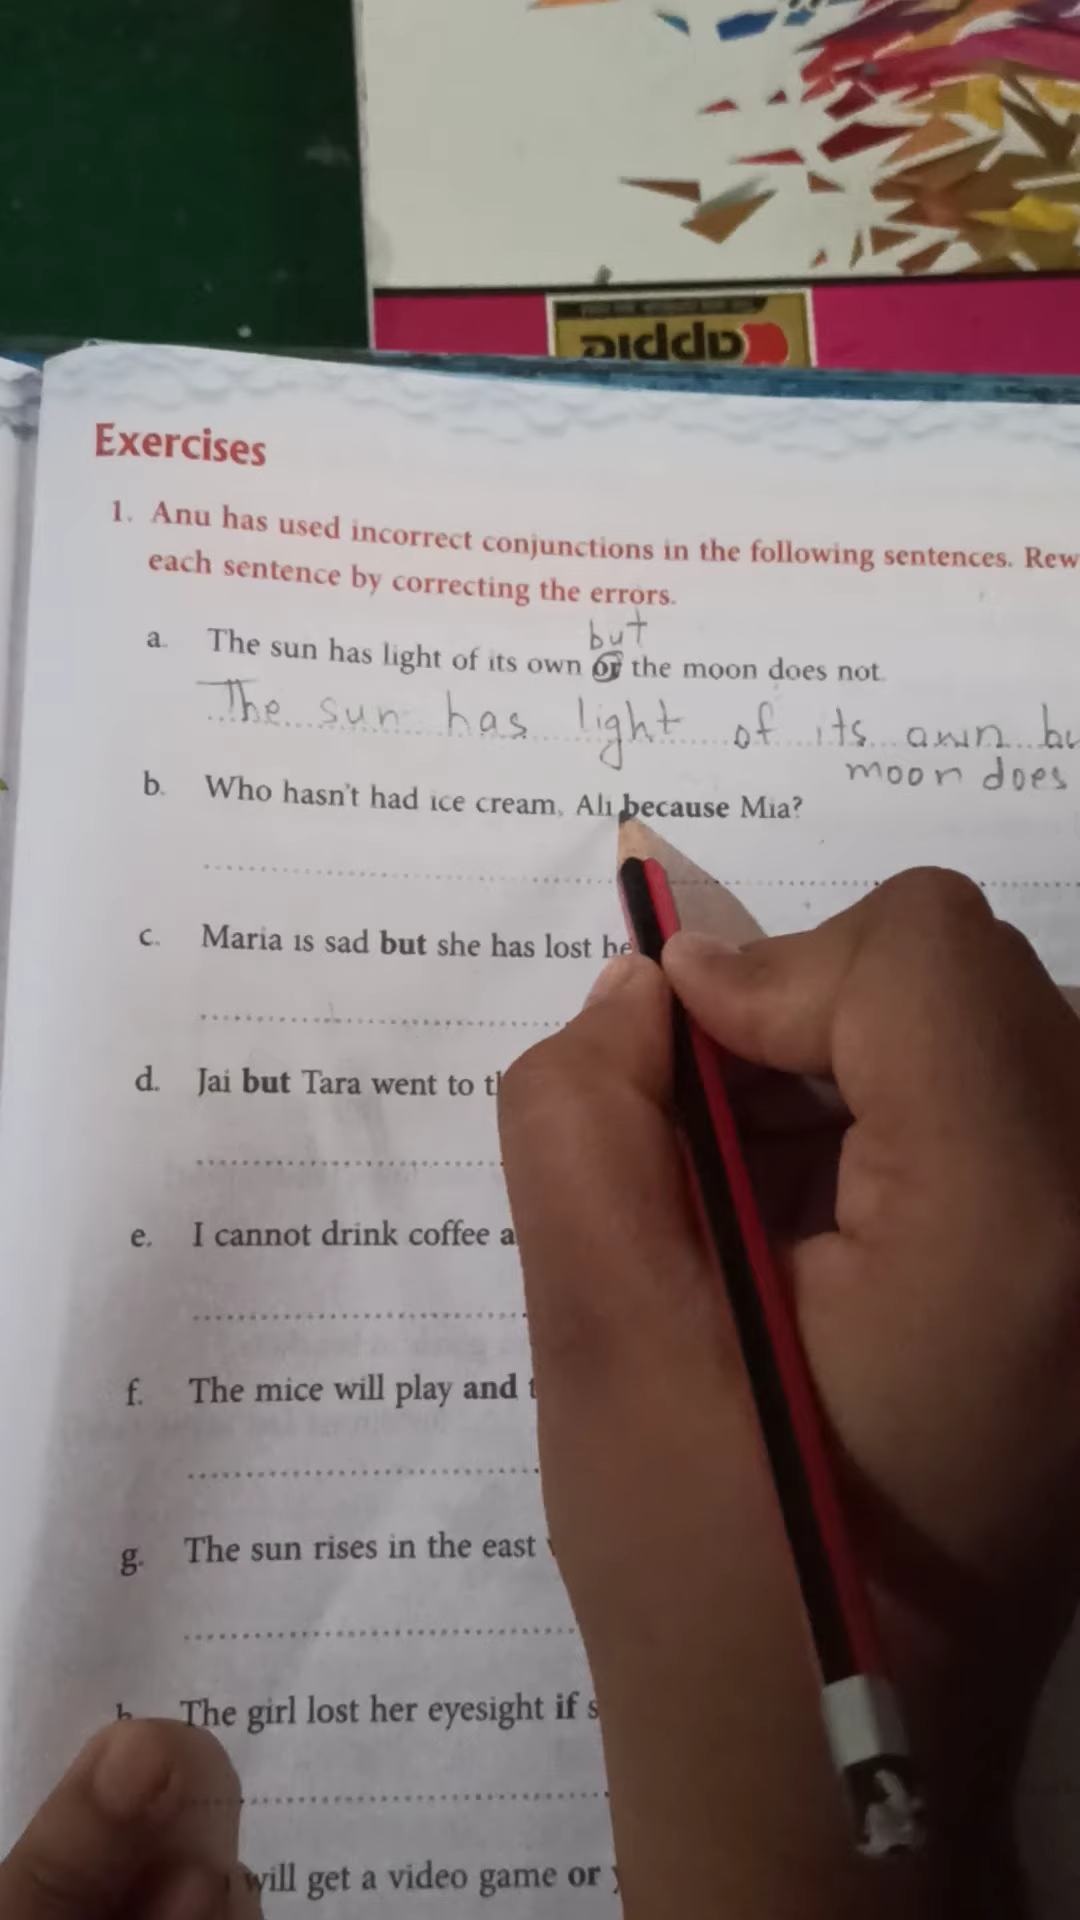 Exercises
1. Anu has used incorrect conjunctions in the following sentences. Rew
each sentence by correcting the errors.
but
a. The sun has light of its own or the moon does not.
The sun has light of its own bu
moon does
b. Who hasn't had ice cream, Ali because Mia?
c. Maria is sad but she has lost he
d. Jai but Tara went to
e. I cannot drink coffee a
f. The mice will play and
g. The sun rises in the east
h. The girl lost her eyesight if s
will get a video game or